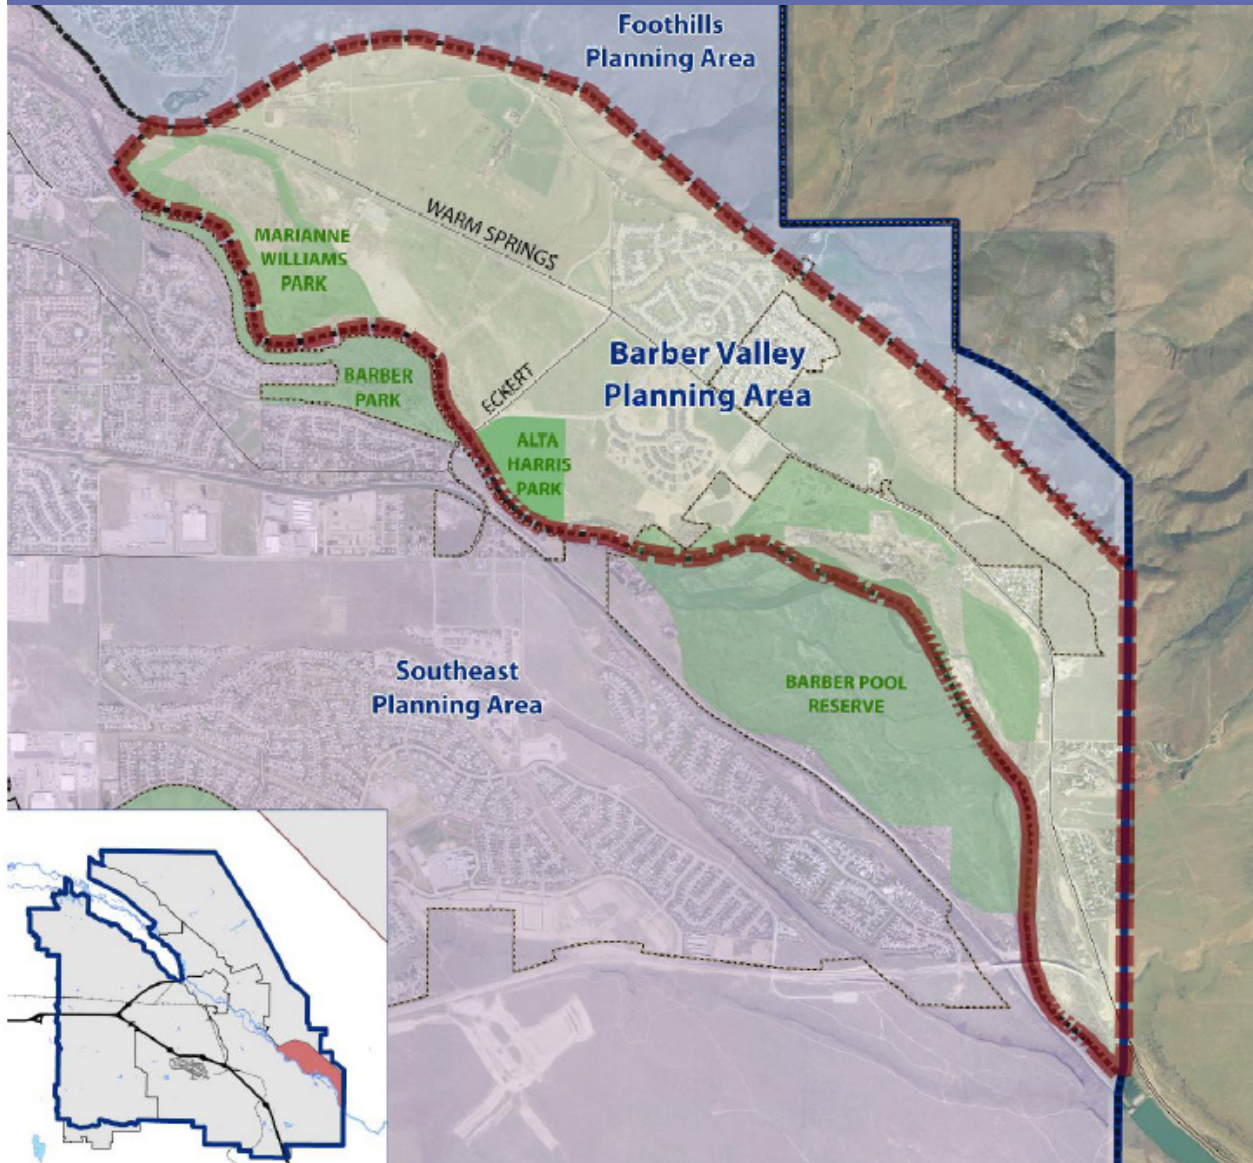 Foothills
Planning Area
WARM SPRINGS
MARIANNE
WILLIAMS
PARK
Barber Valley
Planning Area
BARBER
PARK
ECKERT
ALTA
HARRIS
PARK
Southeast
Planning Area
BARBER POOL
RESERVE